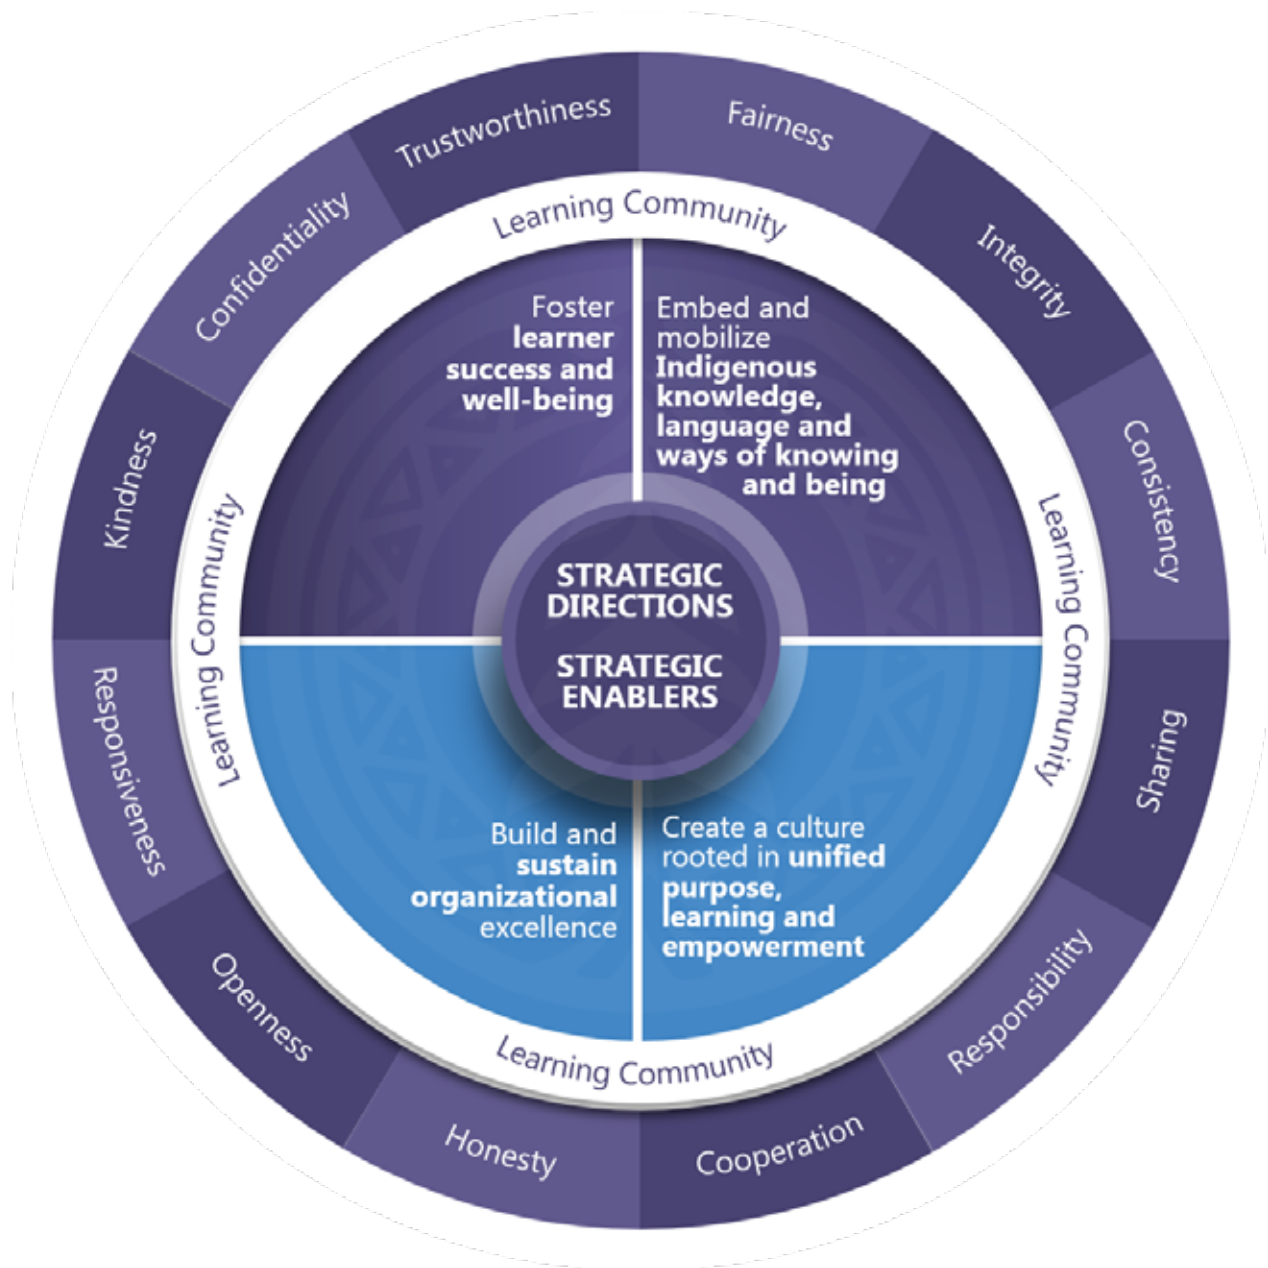 Trustworthiness
Fairness
Integrity
Consistency
Sharing
Responsibility
Cooperation
Honesty
Openness
Responsiveness
Kindness
Confidentiality
Learning Community
Learning Community
Learning Community
Learning Community
Foster
learner
success and
well-being
Embed and
mobilize
Indigenous
knowledge,
language and
ways of knowing
and being
STRATEGIC
DIRECTIONS
STRATEGIC
ENABLERS
Build and
sustain
organizational
excellence
Create a culture
rooted in unified
purpose,
learning and
empowerment